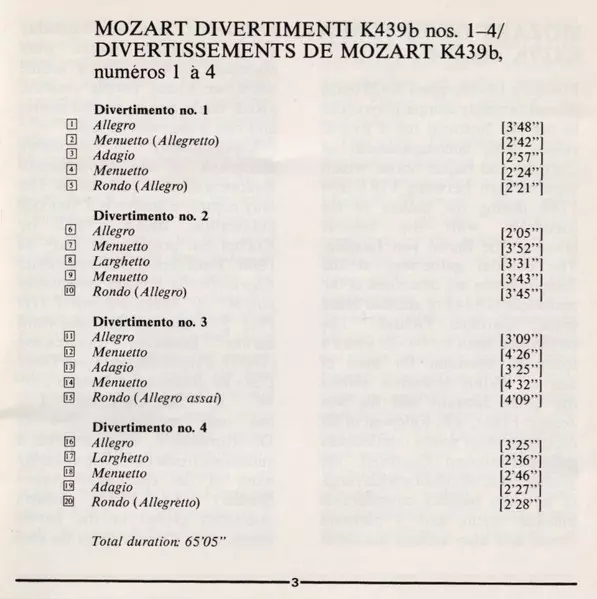 MOZART DIVERTIMENTI K439b nos. 1–4/
DIVERTISSEMENTS DE MOZART K439b,
numéros 1 à 4
Divertimento no. 1
1 Allegro [3’48”]
2 Menuetto (Allegretto) [2’42”]
3 Adagio [2’57”]
4 Menuetto [2’24”]
5 Rondo (Allegro) [2’21”]
Divertimento no. 2
6 Allegro [2’05”]
7 Menuetto [3’52”]
8 Larghetto [3’31”]
9 Menuetto [3’43”]
10 Rondo (Allegro) [3’45”]
Divertimento no. 3
11 Allegro [3’09”]
12 Menuetto [4’26”]
13 Adagio [3’25”]
14 Menuetto [4’32”]
15 Rondo (Allegro assai) [4’09”]
Divertimento no. 4
16 Allegro [3’25”]
17 Larghetto [2’36”]
18 Menuetto [2’46”]
19 Adagio [2’27”]
20 Rondo (Allegretto) [2’28”]
Total duration: 65’05”
3